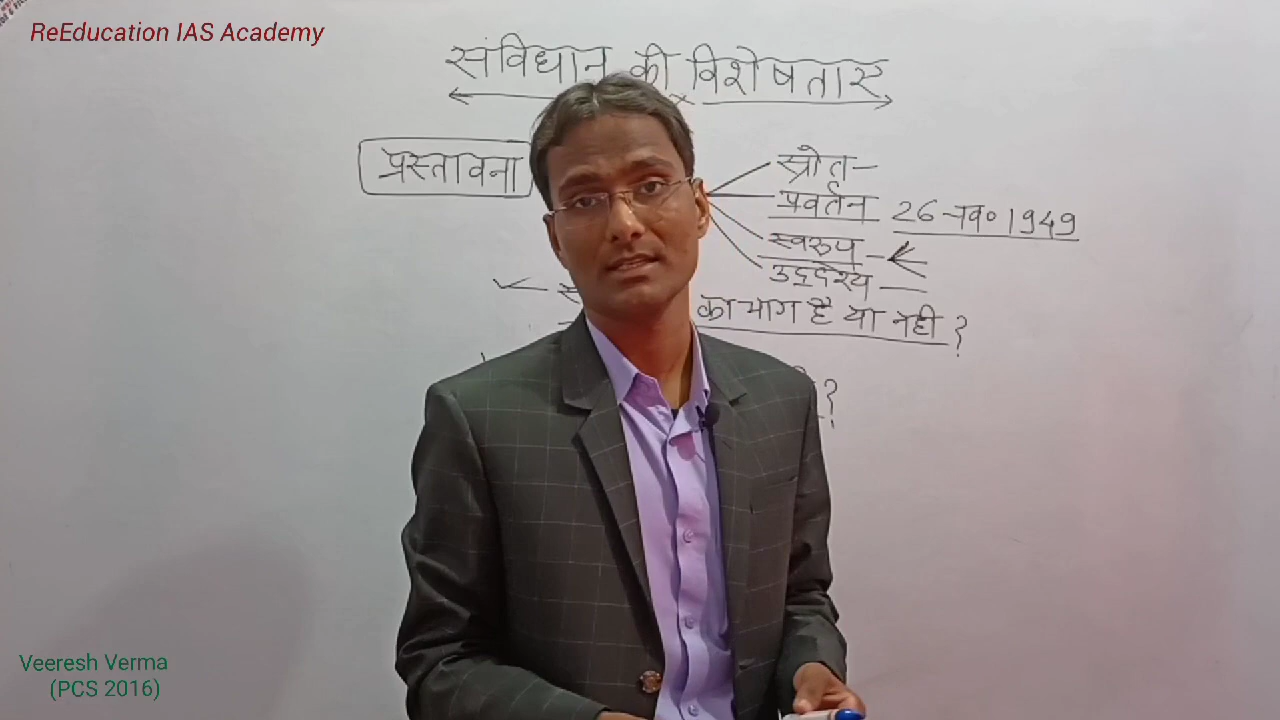 ReEducation IAS Academy
संविधान की विशेषताए
प्रस्तावना
स्रोत-
प्रवर्तन 26-नव० 1949
स्वरूप-
उद्देश्य-
का भाग है या नही ?
?
Veeresh Verma
(PCS 2016)